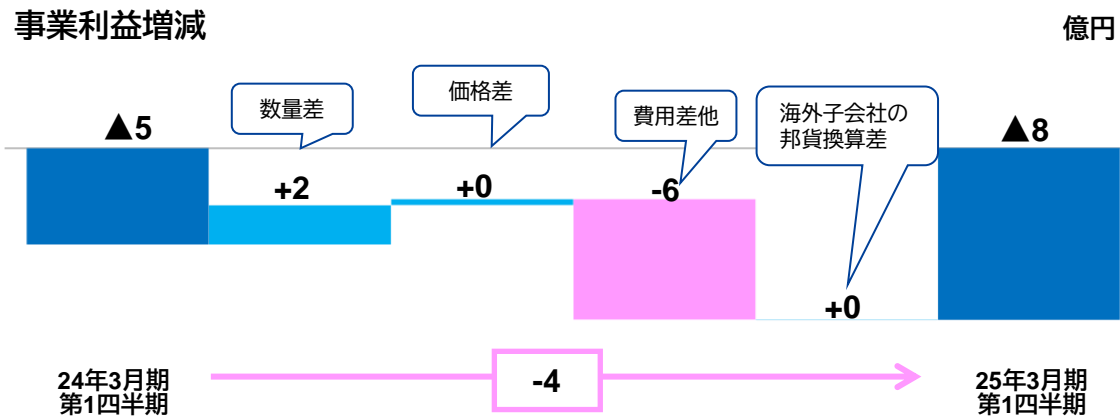 事業利益増減
億円
数量差
価格差
費用差他
海外子会社の
邦貨換算差
▲5
+2
+0
-6
+0
▲8
24年3月期
第1四半期
-4
25年3月期
第1四半期